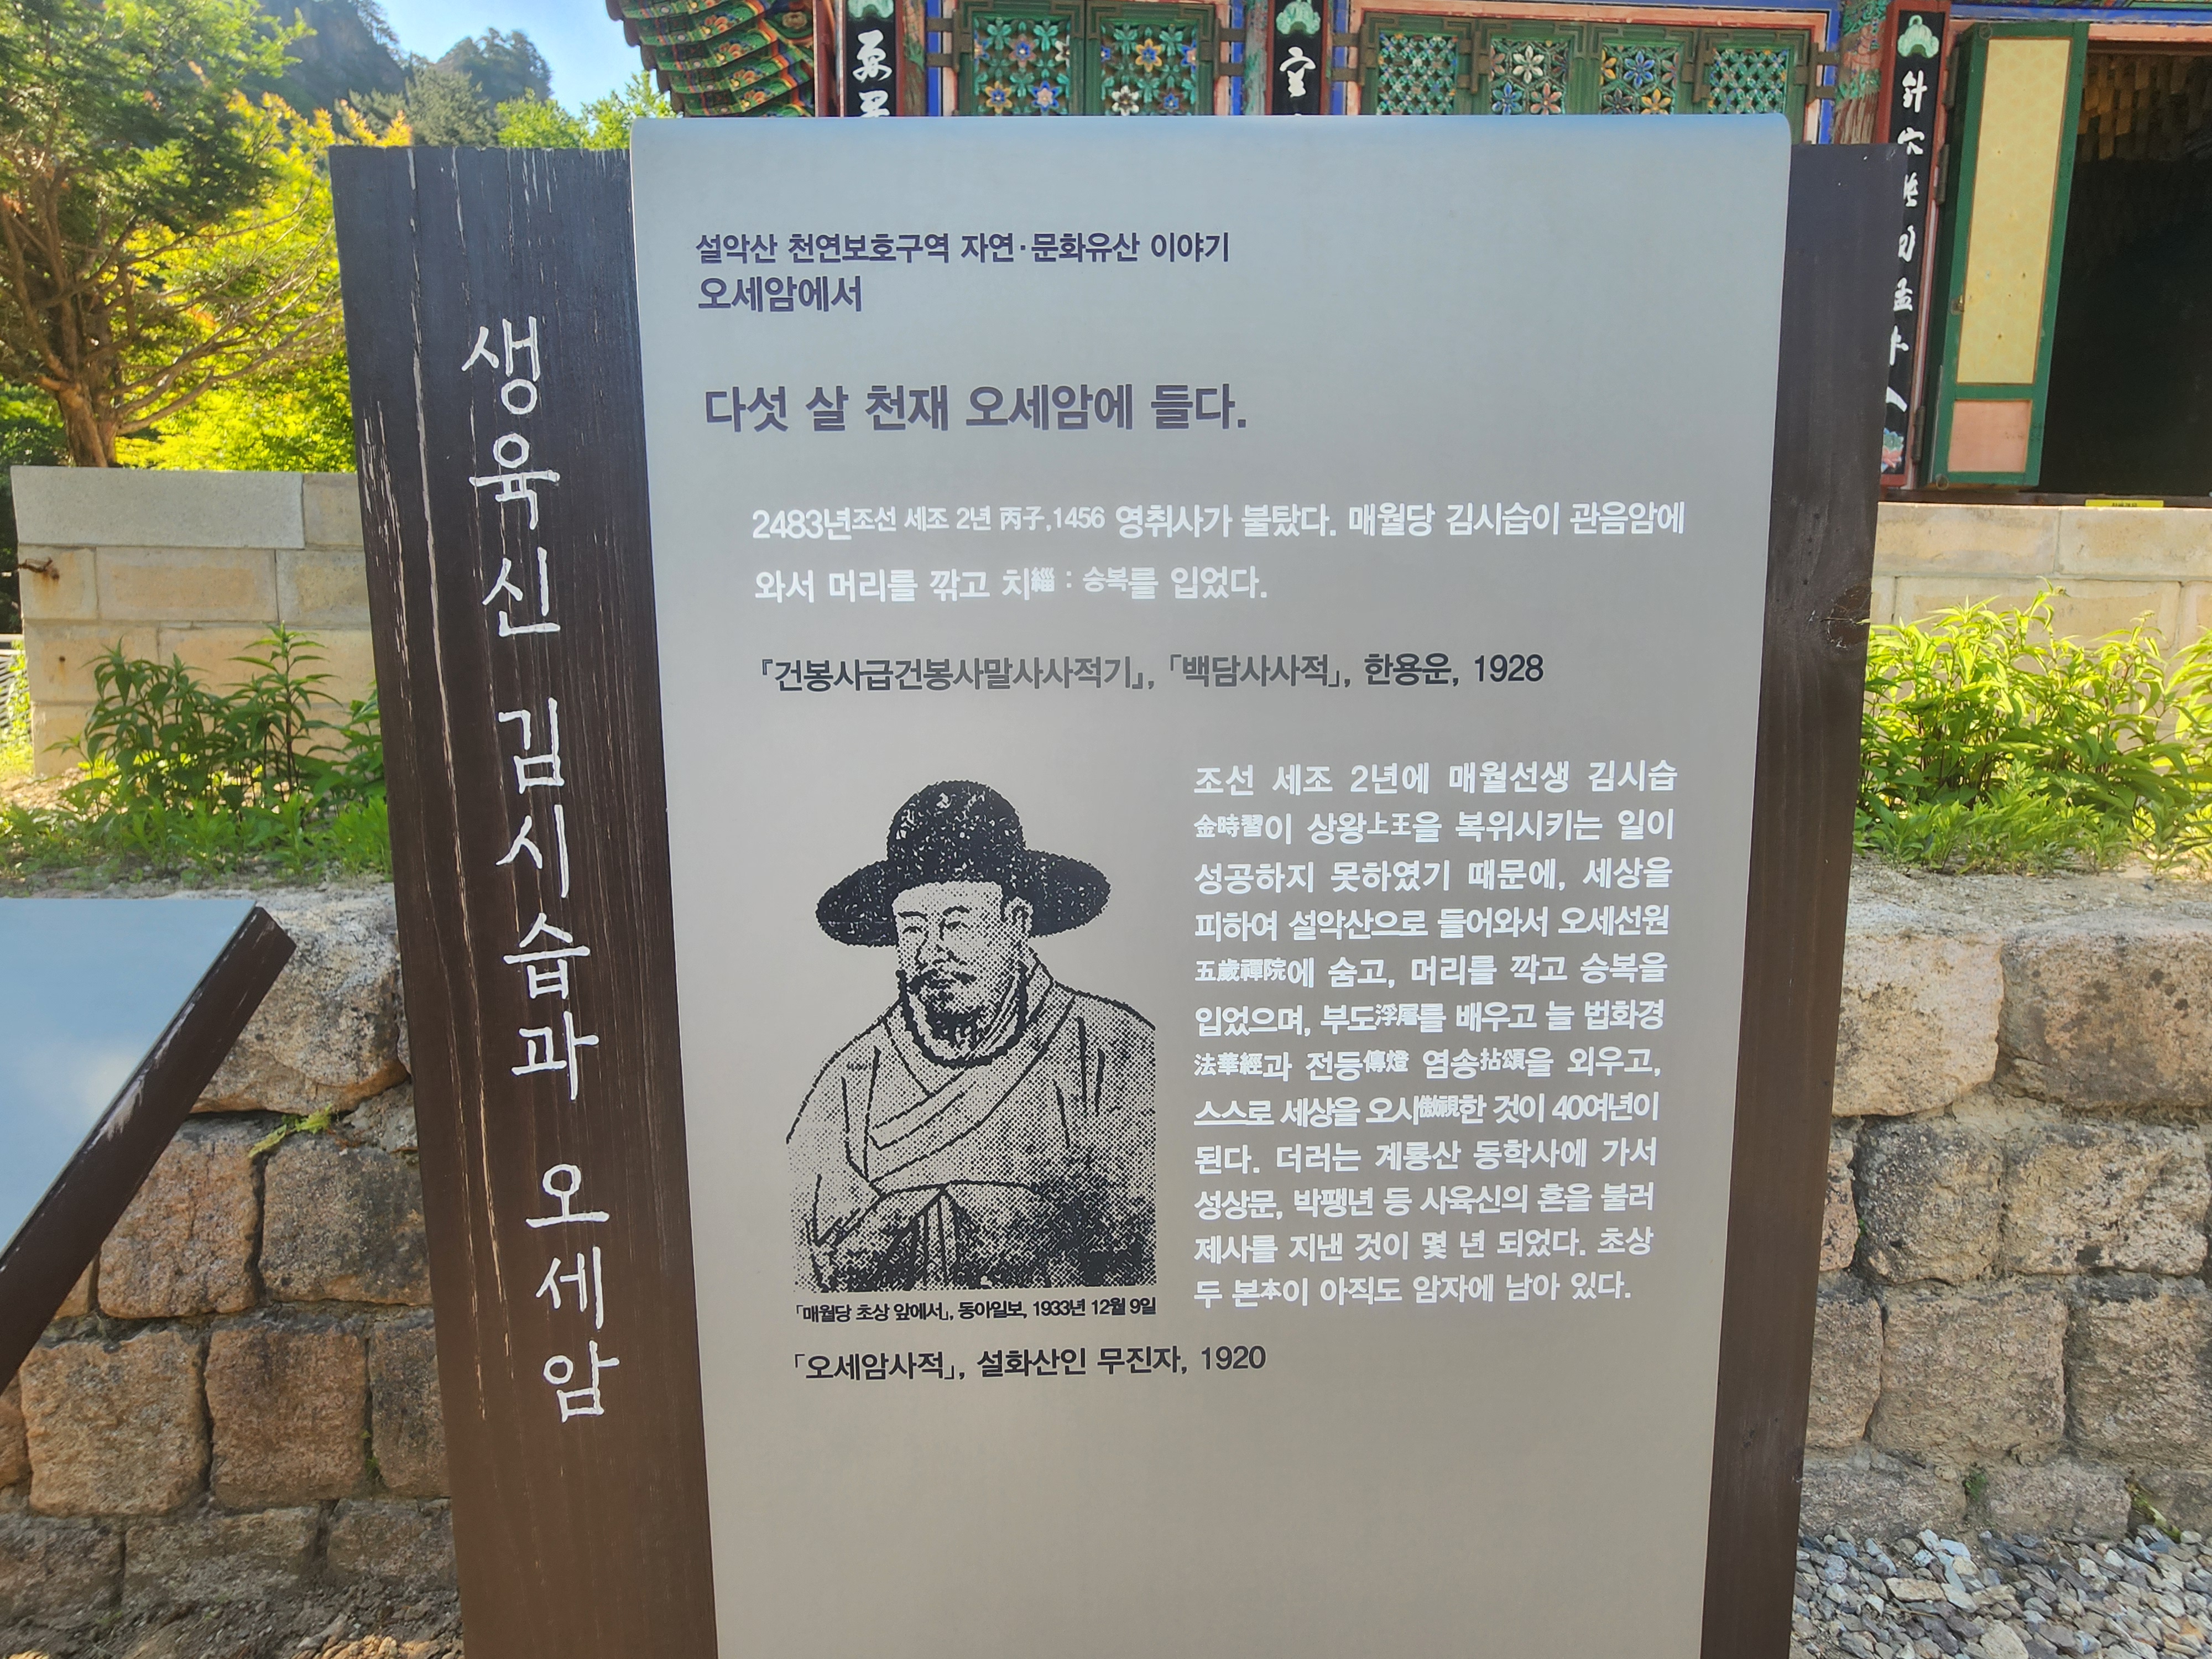 생육신 김시습과 오세암
설악산 천연보호구역 자연·문화유산 이야기
오세암에서
다섯 살 천재 오세암에 들다.
2483년조선 세조 2년 丙子,1456 영취사가 불탔다. 매월당 김시습이 관음암에
와서 머리를 깎고 치緇 : 승복를 입었다.
『건봉사급건봉사말사사적기』, 「백담사사적」, 한용운, 1928
조선 세조 2년에 매월선생 김시습
金時習이 상왕上王을 복위시키는 일이
성공하지 못하였기 때문에, 세상을
피하여 설악산으로 들어와서 오세선원
五歲禪院에 숨고, 머리를 깍고 승복을
입었으며, 부도浮屠를 배우고 늘 법화경
法華經과 전등傳燈 염송拈頌을 외우고,
스스로 세상을 오시傲視한 것이 400여년이
된다. 더러는 계룡산 동학사에 가서
성상문, 박팽년 등 사육신의 혼을 불러
제사를 지낸 것이 몇 년 되었다. 초상
두 본本이 아직도 암자에 남아 있다.
「매월당 초상 앞에서」, 동아일보, 1933년 12월 9일
「오세암사적」, 설화산인 무진자, 1920